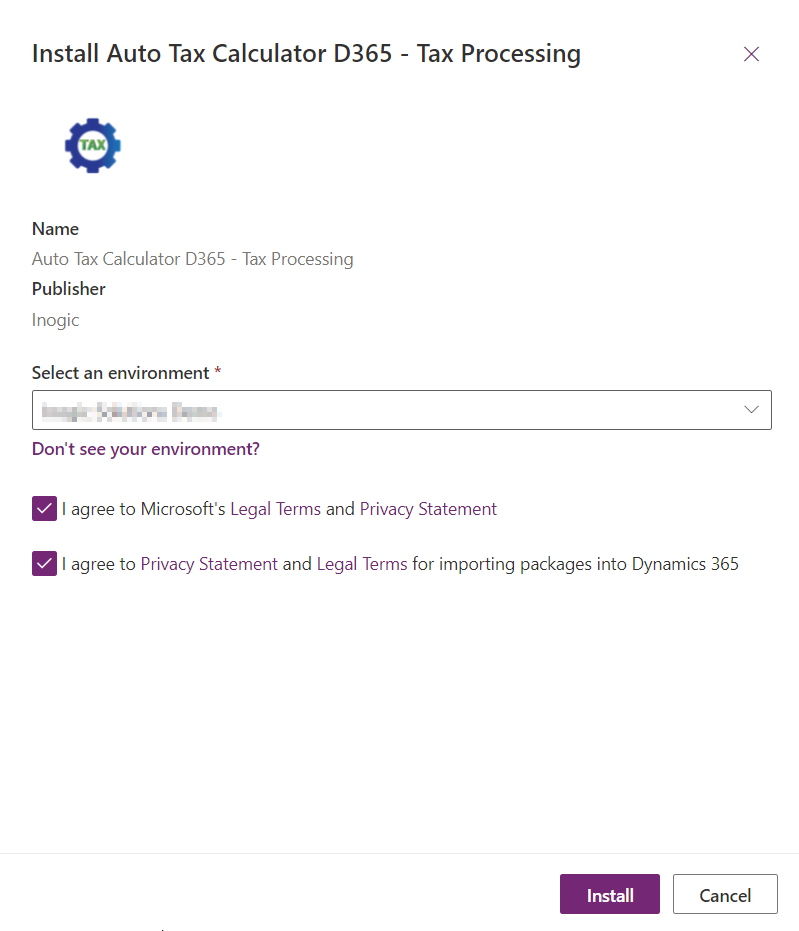 Install Auto Tax Calculator D365 - Tax Processing
TAX
Name
Auto Tax Calculator D365 - Tax Processing
Publisher
Inogic
Select an environment *
Don't see your environment?
I agree to Microsoft's Legal Terms and Privacy Statement
I agree to Privacy Statement and Legal Terms for importing packages into Dynamics 365
Install
Cancel